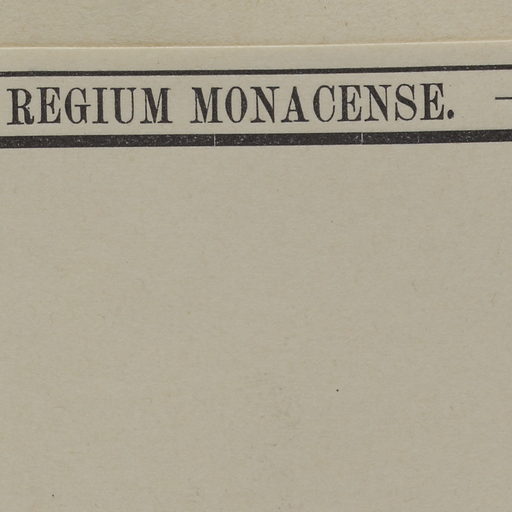 REGIUM MONACENSE. —